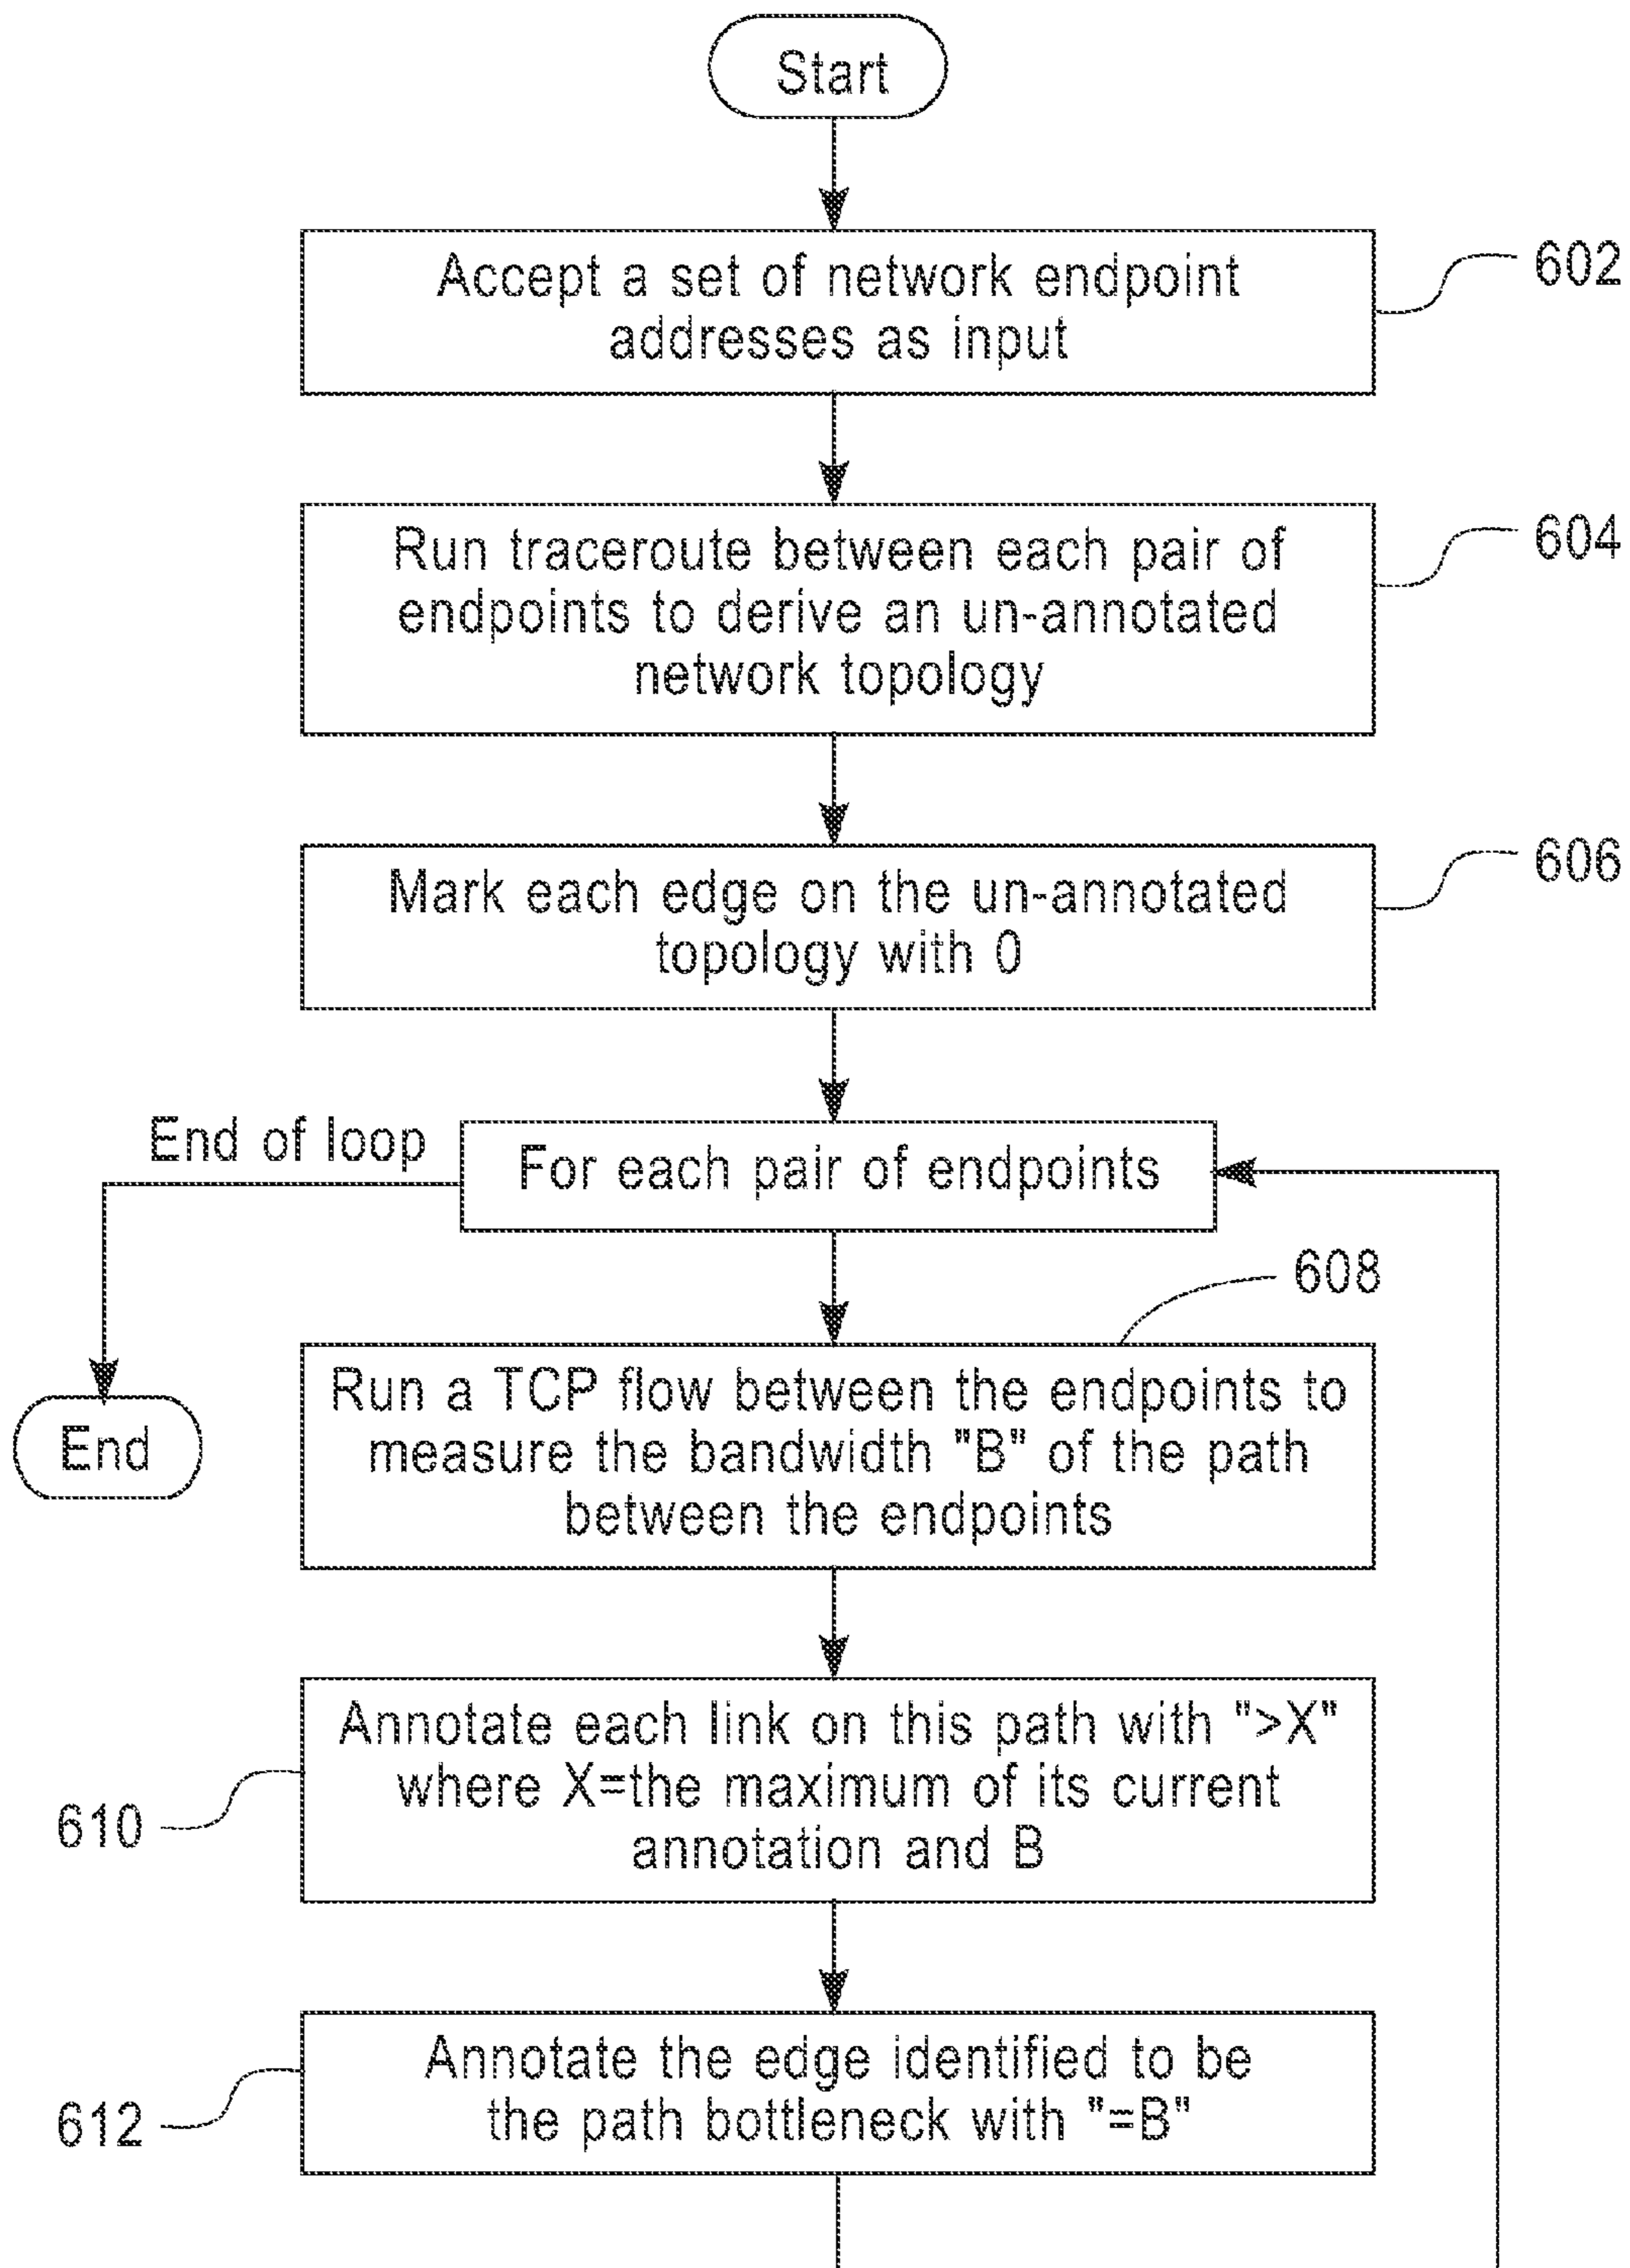 Start
Accept a set of network endpoint
addresses as input
602
Run traceroute between each pair of
endpoints to derive an un-annotated
network topology
604
Mark each edge on the un-annotated
topology with 0
606
End of loop
For each pair of endpoints
608
End
Run a TCP flow between the endpoints to
measure the bandwidth "B" of the path
between the endpoints
Annotate each link on this path with ">X"
where X=the maximum of its current
annotation and B
610
Annotate the edge identified to be
the path bottleneck with "=B"
612